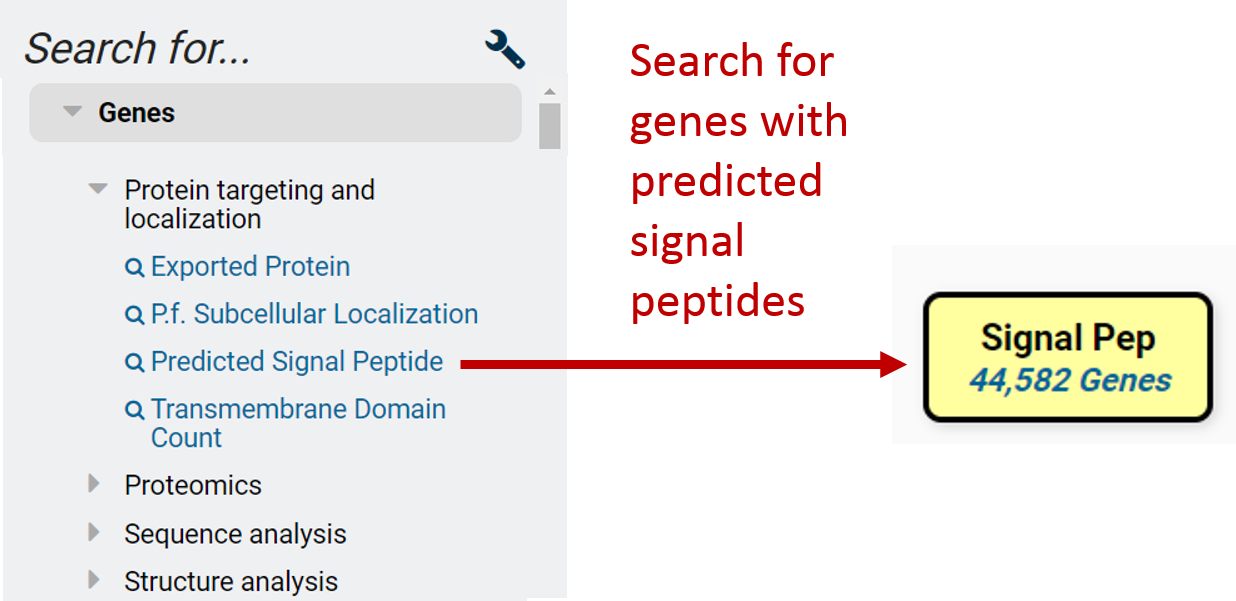 Search for...
Genes
Protein targeting and
localization
Exported Protein
P.f. Subcellular Localization
Predicted Signal Peptide
Transmembrane Domain
Count
Proteomics
Sequence analysis
Structure analysis
Search for
genes with
predicted
signal
peptides
Signal Pep
44,582 Genes